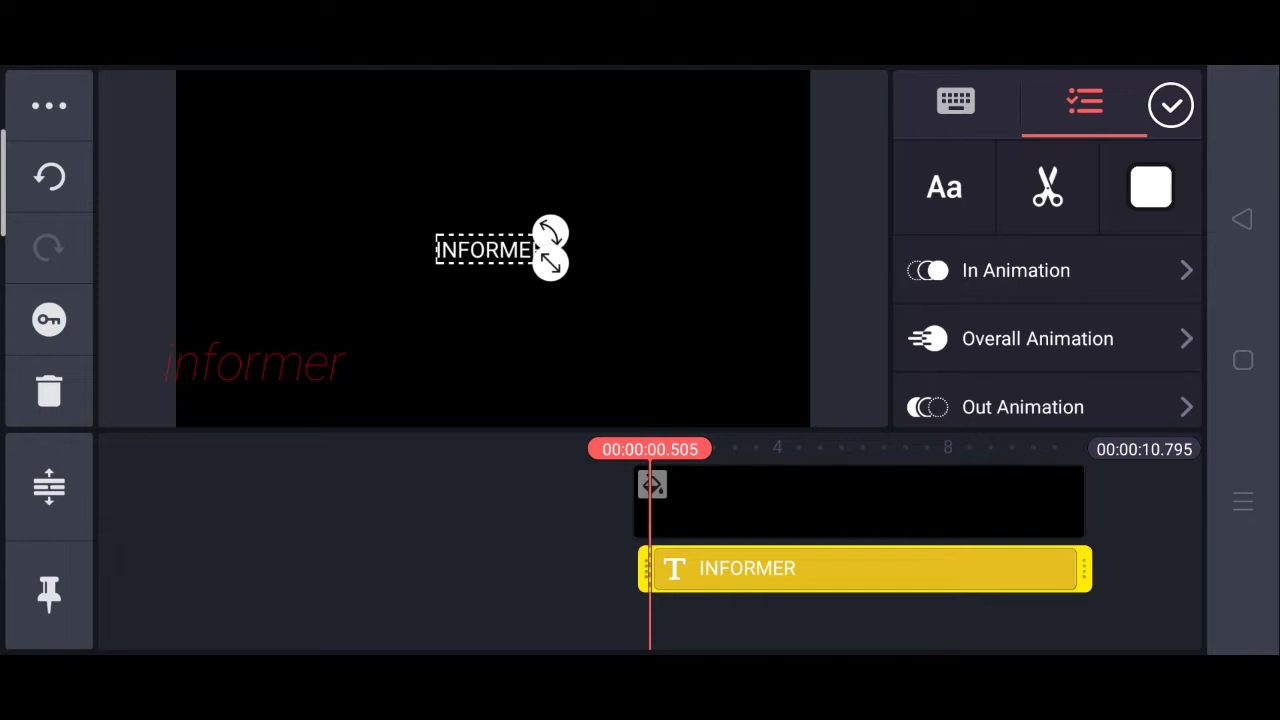 Aa
INFORMER
In Animation
Overall Animation
informer
Out Animation
00:00:00.505
4
8
00:00:10.795
T INFORMER